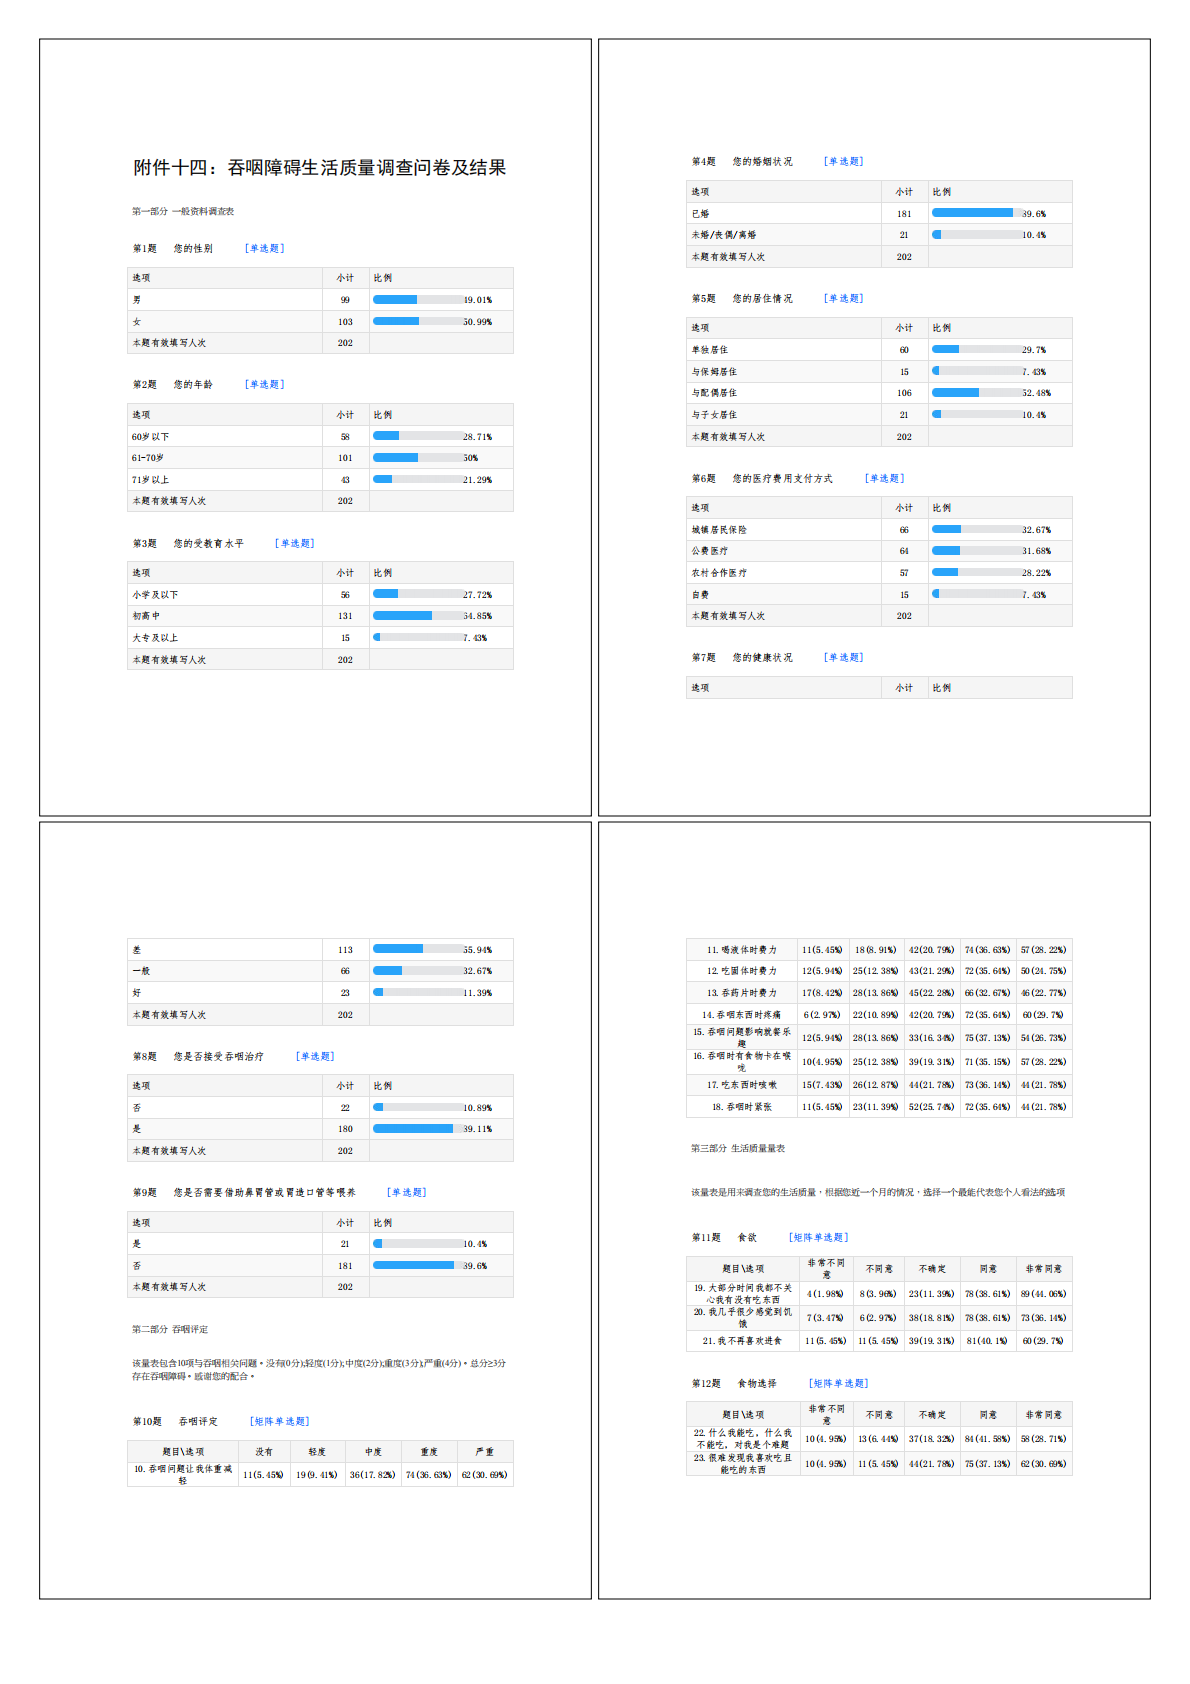 附件十四：吞咽障碍生活质量调查问卷及结果
第一部分 一般资料调查表
第1题 您的性别 [单选题]
选项 小计 比例
男 99 49.01%
女 103 50.99%
本题有效填写人次 202
第2题 您的年龄 [单选题]
选项 小计 比例
60岁以下 58 28.71%
61-70岁 101 50%
71岁以上 43 21.29%
本题有效填写人次 202
第3题 您的受教育水平 [单选题]
选项 小计 比例
小学及以下 56 27.72%
初高中 131 64.85%
大专及以上 15 7.43%
本题有效填写人次 202
第4题 您的婚姻状况 [单选题]
选项 小计 比例
已婚 181 89.6%
未婚/丧偶/离婚 21 10.4%
本题有效填写人次 202
第5题 您的居住情况 [单选题]
选项 小计 比例
单独居住 60 29.7%
与保姆居住 15 7.43%
与配偶居住 106 52.48%
与子女居住 21 10.4%
本题有效填写人次 202
第6题 您的医疗费用支付方式 [单选题]
选项 小计 比例
城镇居民保险 66 32.67%
公费医疗 64 31.68%
农村合作医疗 57 28.22%
自费 15 7.43%
本题有效填写人次 202
第7题 您的健康状况 [单选题]
选项 小计 比例
差 113 55.94%
一般 66 32.67%
好 23 11.39%
本题有效填写人次 202
第8题 您是否接受吞咽治疗 [单选题]
选项 小计 比例
否 22 10.89%
是 180 89.11%
本题有效填写人次 202
第9题 您是否需要借助鼻胃管或胃造口管等喂养 [单选题]
选项 小计 比例
是 21 10.4%
否 181 89.6%
本题有效填写人次 202
第二部分 吞咽评定
该量表包含10项与吞咽相关问题。没有(0分);轻度(1分);中度(2分);重度(3分);严重(4分)。总分≥3分
存在吞咽障碍。感谢您的配合。
第10题 吞咽评定 [矩阵单选题]
题目\选项 没有 轻度 中度 重度 严重
10.吞咽问题让我体重减
轻 11(5.45%) 19(9.41%) 36(17.82%) 74(36.63%) 62(30.69%)
11.喝液体时费力 11(5.45%) 18(8.91%) 42(20.79%) 74(36.63%) 57(28.22%)
12.吃固体时费力 12(5.94%) 25(12.38%) 43(21.29%) 72(35.64%) 50(24.75%)
13.吞药片时费力 17(8.42%) 28(13.86%) 45(22.28%) 66(32.67%) 46(22.77%)
14.吞咽东西时疼痛 6(2.97%) 22(10.89%) 42(20.79%) 72(35.64%) 60(29.7%)
15.吞咽问题影响就餐乐
趣 12(5.94%) 28(13.86%) 33(16.34%) 75(37.13%) 54(26.73%)
16.吞咽时有食物卡在喉
咙 10(4.95%) 25(12.38%) 39(19.31%) 71(35.15%) 57(28.22%)
17.吃东西时咳嗽 15(7.43%) 26(12.87%) 44(21.78%) 73(36.14%) 44(21.78%)
18.吞咽时紧张 11(5.45%) 23(11.39%) 52(25.74%) 72(35.64%) 44(21.78%)
第三部分 生活质量量表
该量表是用来调查您的生活质量，根据您近一个月的情况，选择一个最能代表您个人看法的选项
第11题 食欲 [矩阵单选题]
题目\选项 非常不同
意 不同意 不确定 同意 非常同意
19.大部分时间我都不关
心我有没有吃东西 4(1.98%) 8(3.96%) 23(11.39%) 78(38.61%) 89(44.06%)
20.我几乎很少感觉到饥
饿 7(3.47%) 6(2.97%) 38(18.81%) 78(38.61%) 73(36.14%)
21.我不再喜欢进食 11(5.45%) 11(5.45%) 39(19.31%) 81(40.1%) 60(29.7%)
第12题 食物选择 [矩阵单选题]
题目\选项 非常不同
意 不同意 不确定 同意 非常同意
22.什么我能吃，什么我
不能吃，对我是个难题 10(4.95%) 13(6.44%) 37(18.32%) 84(41.58%) 58(28.71%)
23.很难发现我喜欢吃且
能吃的东西 10(4.95%) 11(5.45%) 44(21.78%) 75(37.13%) 62(30.69%)